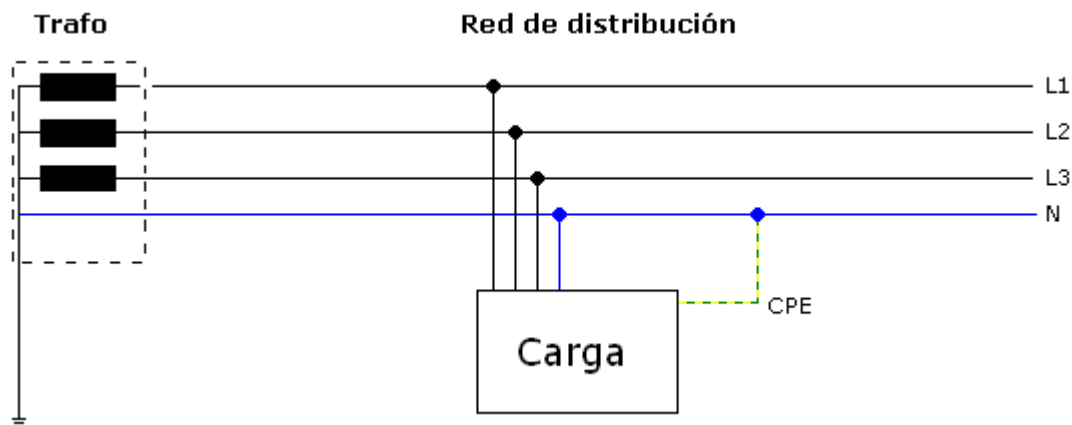 Trafo
Red de distribución
L1
L2
L3
N
CPE
Carga